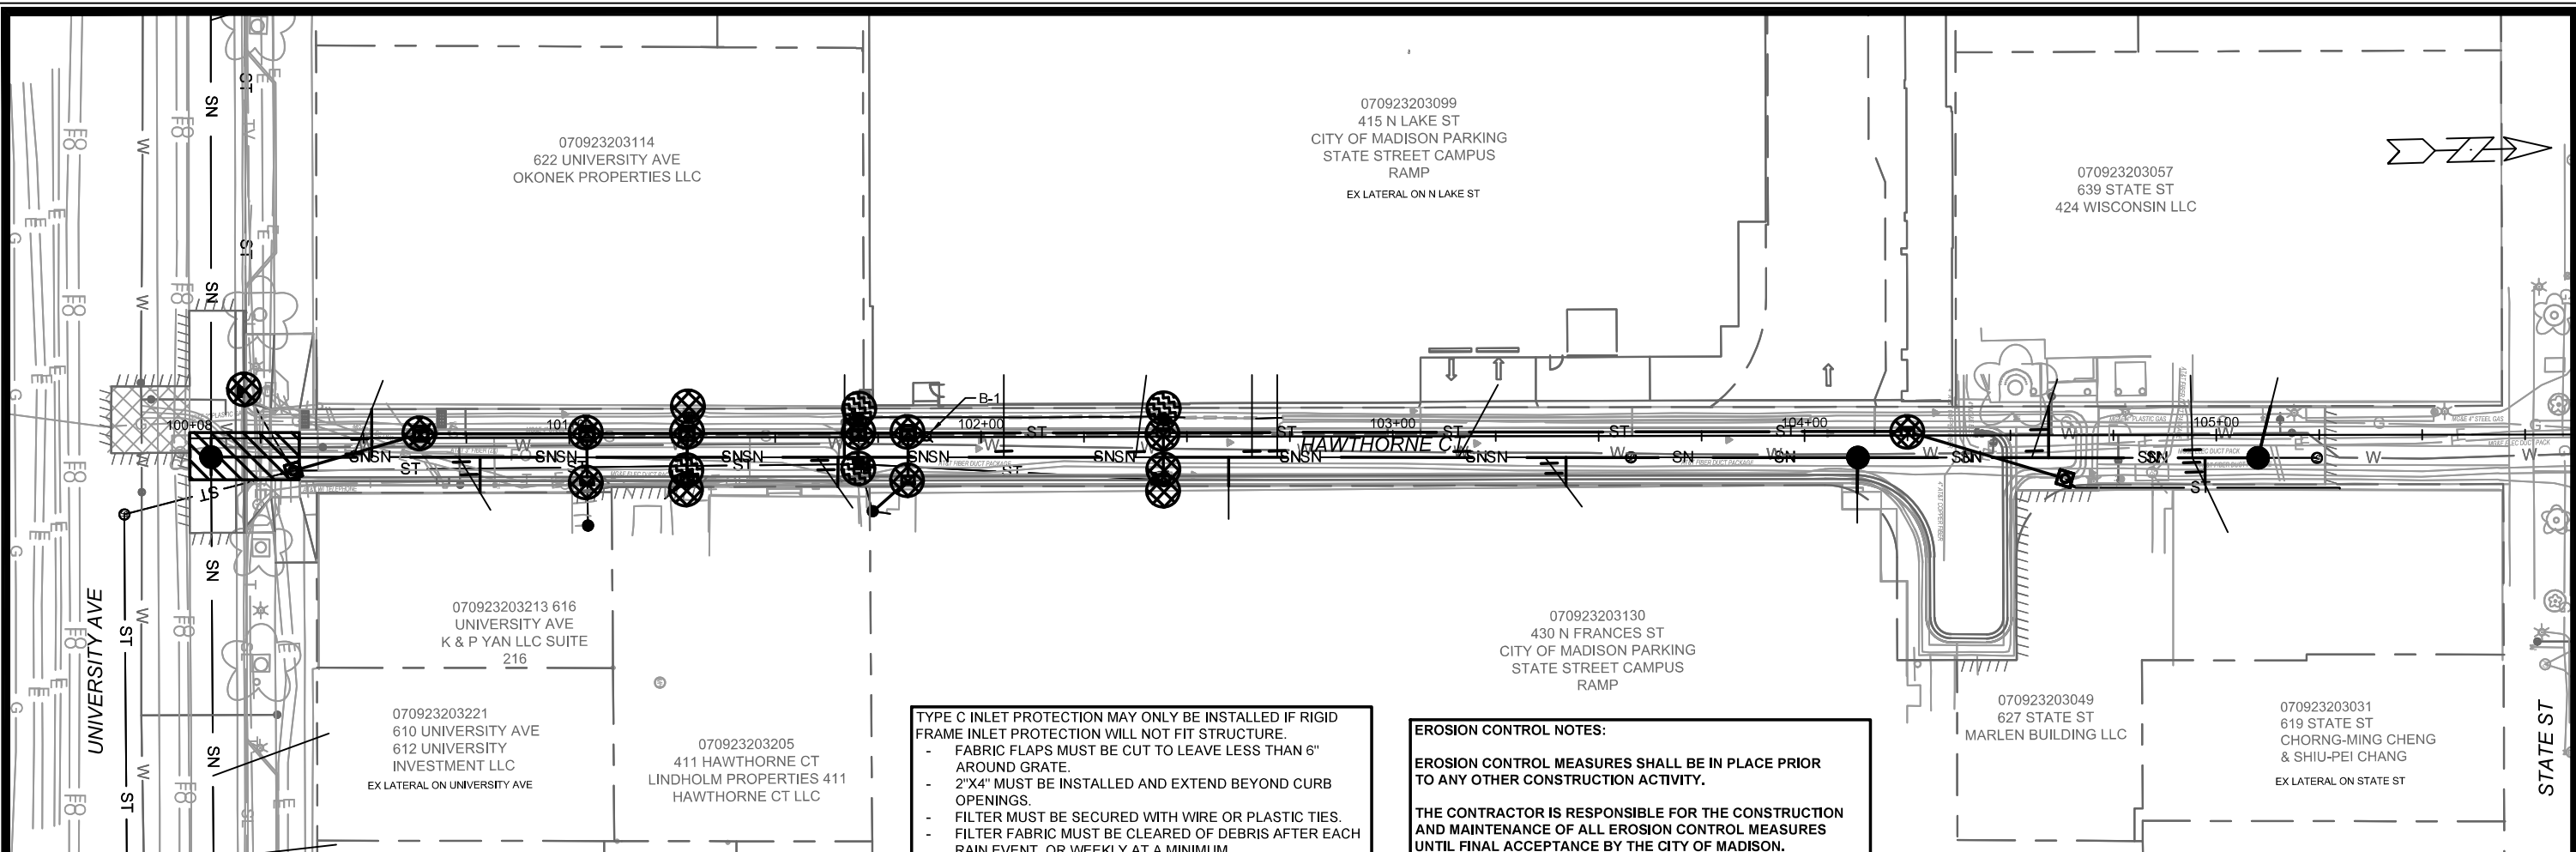 070923203114
622 UNIVERSITY AVE
OKONEK PROPERTIES LLC
070923203099
415 N LAKE ST
CITY OF MADISON PARKING
STATE STREET CAMPUS
RAMP
EX LATERAL ON N LAKE ST
070923203057
639 STATE ST
424 WISCONSIN LLC
B-1
100+08
102+00
103+00
104+00
105+00
HAWTHORNE CT
UNIVERSITY AVE
STATE ST
070923203213 616
UNIVERSITY AVE
K & P YAN LLC SUITE
216
070923203221
610 UNIVERSITY AVE
612 UNIVERSITY
INVESTMENT LLC
EX LATERAL ON UNIVERSITY AVE
070923203205
411 HAWTHORNE CT
LINDHOLM PROPERTIES 411
HAWTHORNE CT LLC
070923203130
430 N FRANCES ST
CITY OF MADISON PARKING
STATE STREET CAMPUS
RAMP
070923203049
627 STATE ST
MARLEN BUILDING LLC
070923203031
619 STATE ST
CHORNG-MING CHENG
& SHIU-PEI CHANG
EX LATERAL ON STATE ST
TYPE C INLET PROTECTION MAY ONLY BE INSTALLED IF RIGID
FRAME INLET PROTECTION WILL NOT FIT STRUCTURE.
- FABRIC FLAPS MUST BE CUT TO LEAVE LESS THAN 6"
AROUND GRATE.
- 2"X4" MUST BE INSTALLED AND EXTEND BEYOND CURB
OPENINGS.
- FILTER MUST BE SECURED WITH WIRE OR PLASTIC TIES.
- FILTER FABRIC MUST BE CLEARED OF DEBRIS AFTER EACH
RAIN EVENT, OR WEEKLY AT A MINIMUM
EROSION CONTROL NOTES:
EROSION CONTROL MEASURES SHALL BE IN PLACE PRIOR
TO ANY OTHER CONSTRUCTION ACTIVITY.
THE CONTRACTOR IS RESPONSIBLE FOR THE CONSTRUCTION
AND MAINTENANCE OF ALL EROSION CONTROL MEASURES
UNTIL FINAL ACCEPTANCE BY THE CITY OF MADISON.